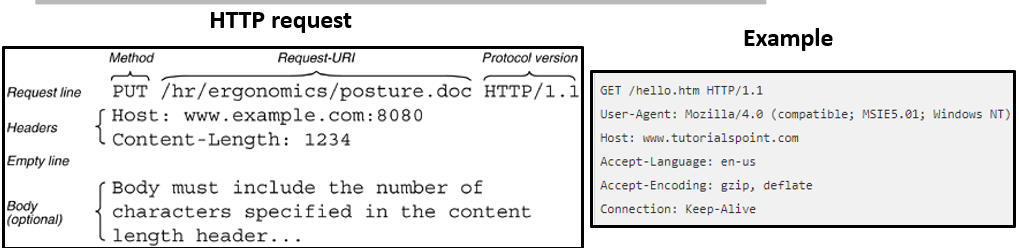 HTTP request
Method Request-URI Protocol version
Request line PUT /hr/ergonomics/posture.doc HTTP/1.1
Headers Host: www.example.com:8080
Content-Length: 1234
Empty line
Body (optional) Body must include the number of
characters specified in the content
length header...
Example
GET /hello.htm HTTP/1.1
User-Agent: Mozilla/4.0 (compatible; MSIE5.01; Windows NT)
Host: www.tutorialspoint.com
Accept-Language: en-us
Accept-Encoding: gzip, deflate
Connection: Keep-Alive